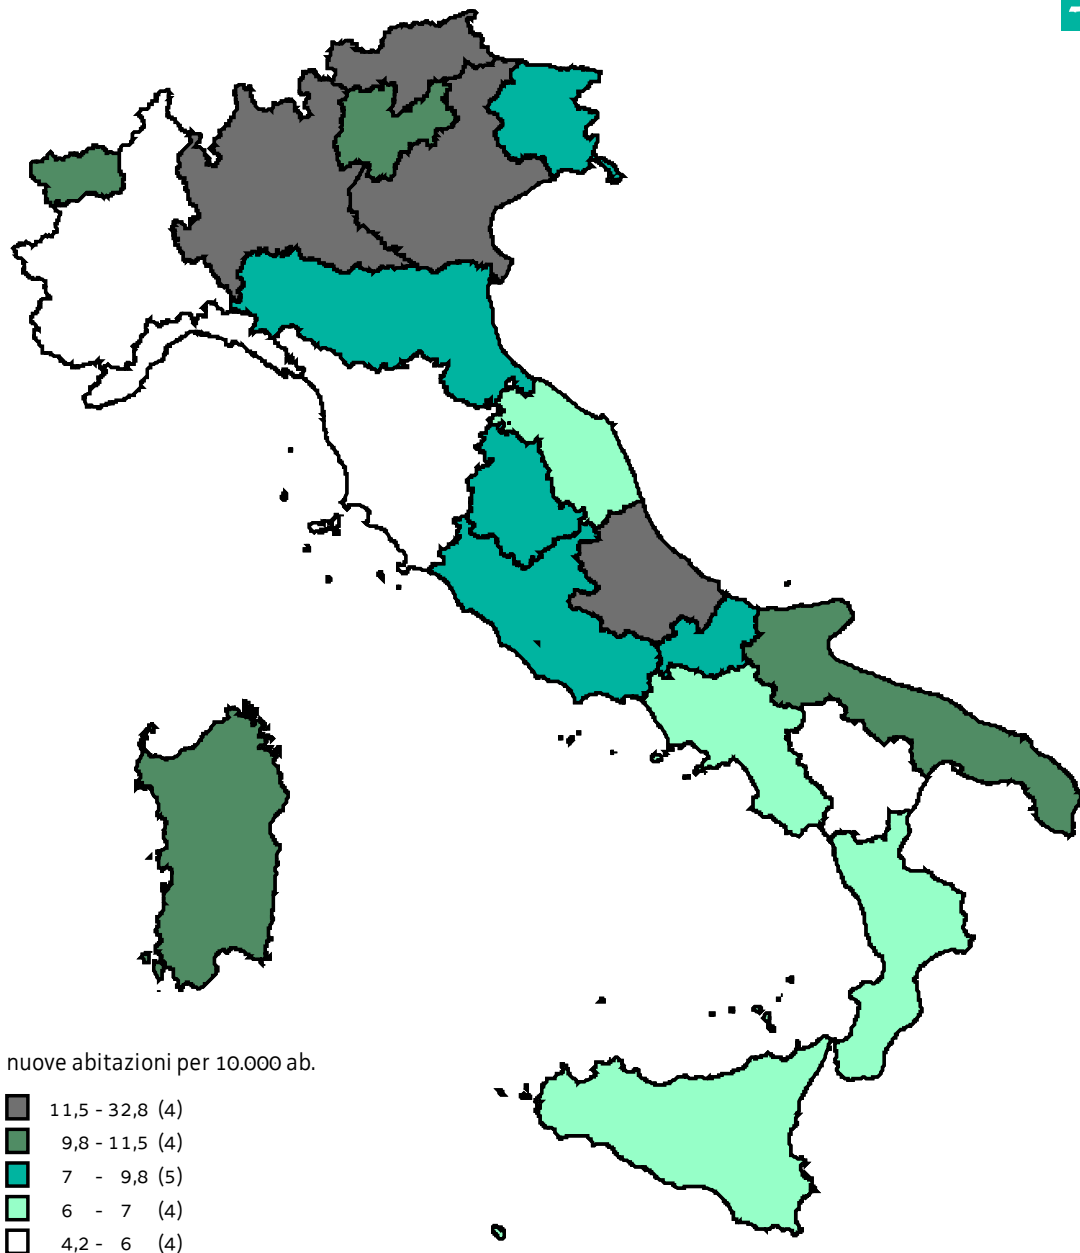 nuove abitazioni per 10.000 ab.
11,5 - 32,8 (4)
9,8 - 11,5 (4)
7 - 9,8 (5)
6 - 7 (4)
4,2 - 6 (4)